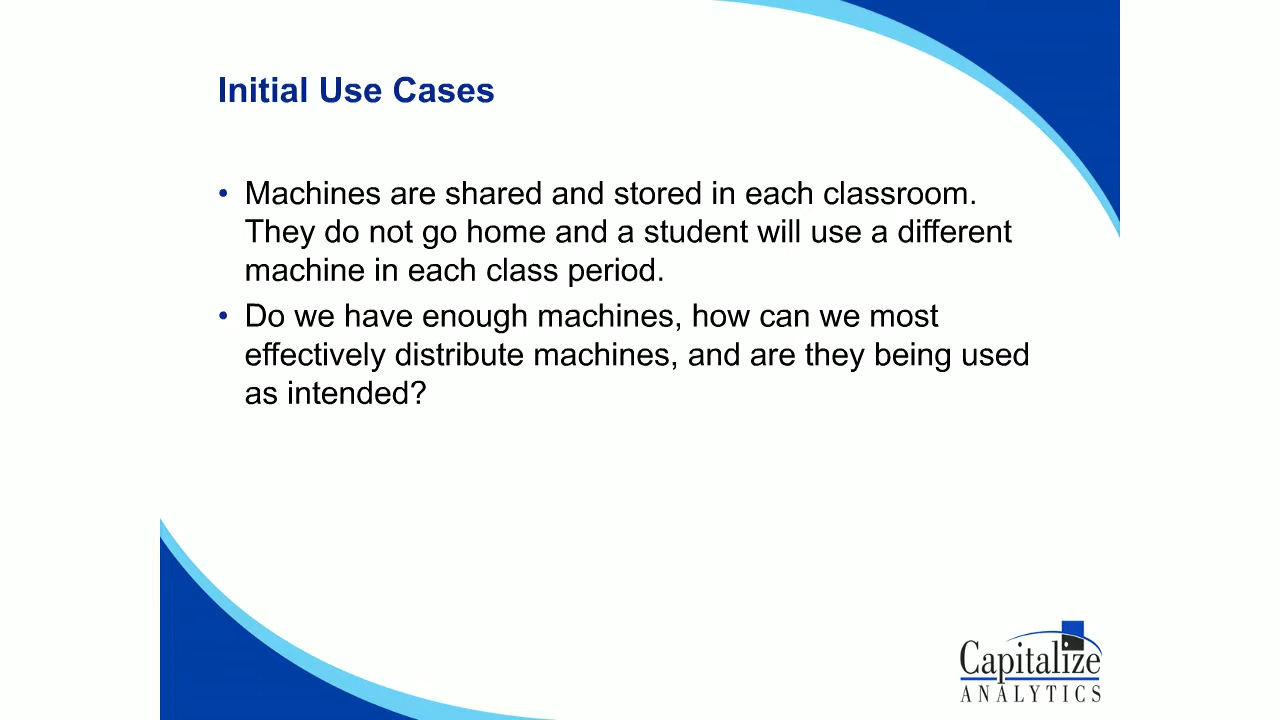 Initial Use Cases
• Machines are shared and stored in each classroom.
They do not go home and a student will use a different
machine in each class period.
• Do we have enough machines, how can we most
effectively distribute machines, and are they being used
as intended?
Capitalize
ANALYTICS